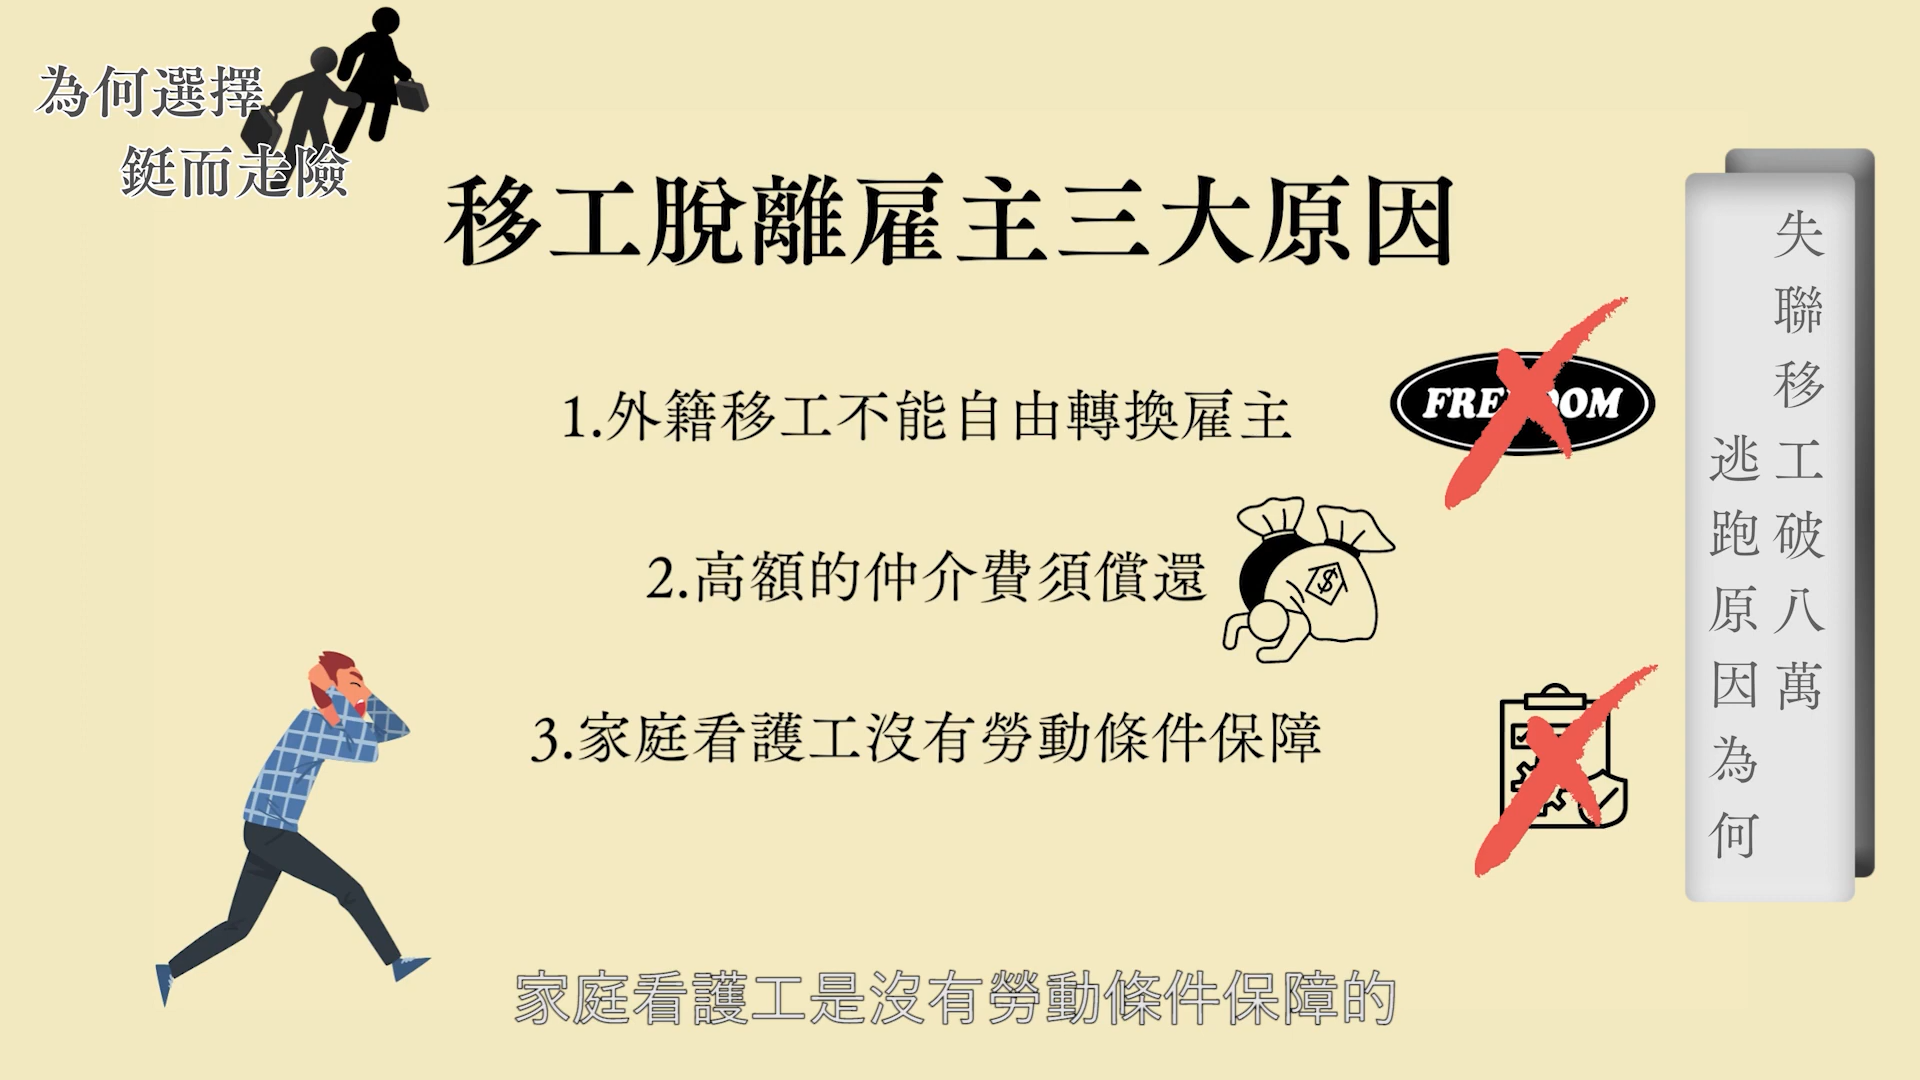 為何選擇
鋌而走險
移工脫離雇主三大原因
1.外籍移工不能自由轉換雇主
2.高額的仲介費須償還
$
3.家庭看護工沒有勞動條件保障
失聯移工破八萬
逃跑原因為何
家庭看護工是沒有勞動條件保障的